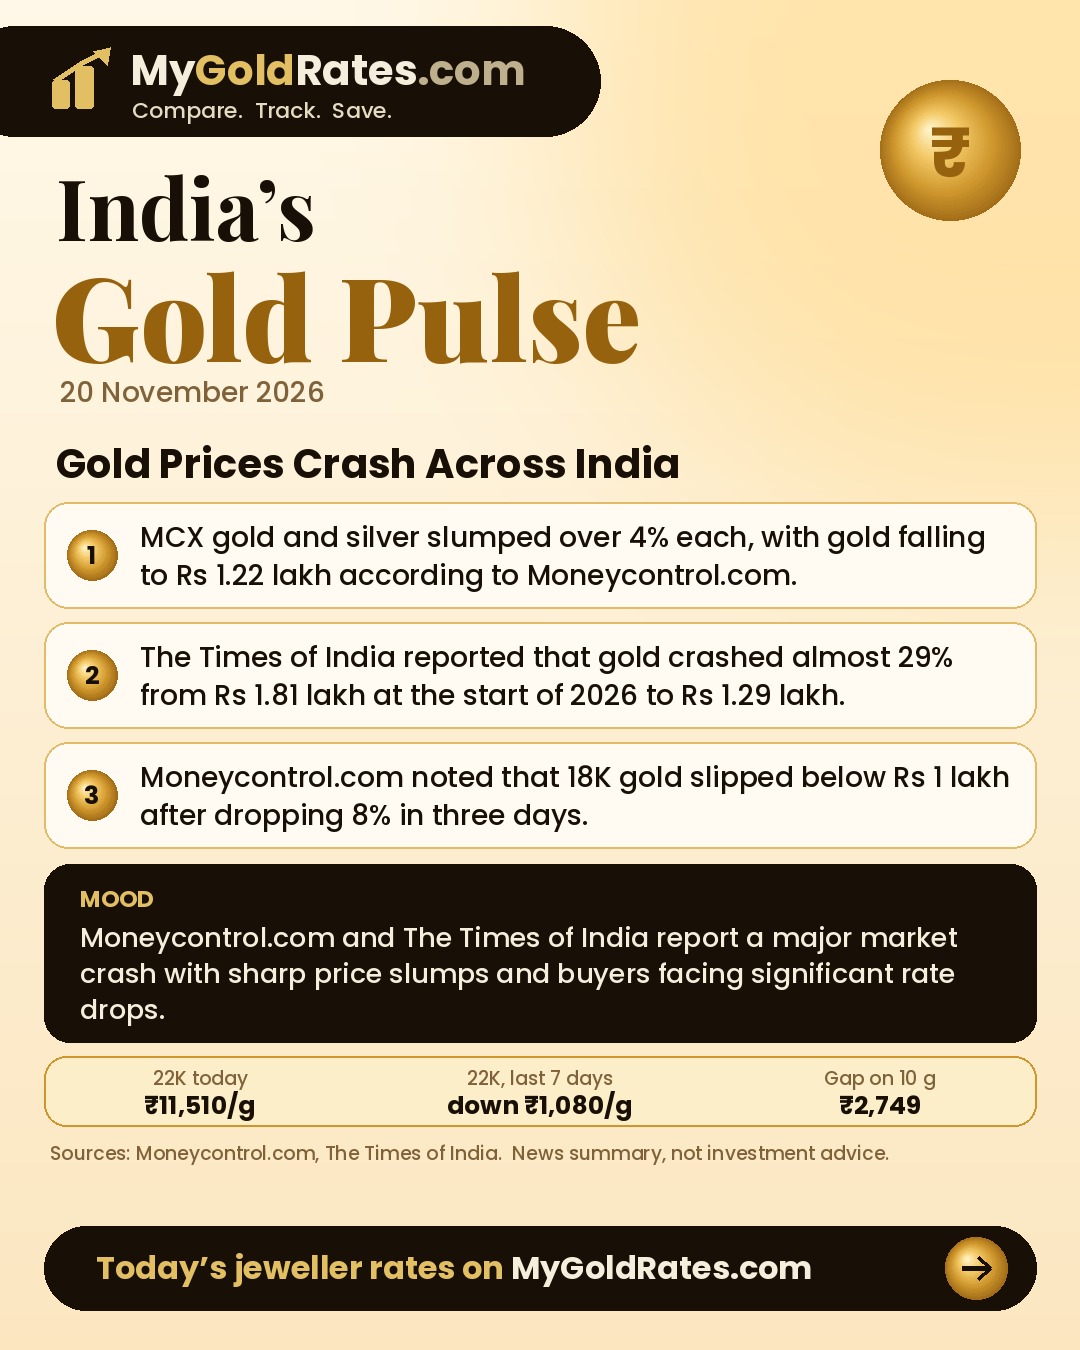 MyGoldRates.com
Compare. Track. Save.
₹
India’s
Gold Pulse
20 November 2026
Gold Prices Crash Across India
1
MCX gold and silver slumped over 4% each, with gold falling
to Rs 1.22 lakh according to Moneycontrol.com.
2
The Times of India reported that gold crashed almost 29%
from Rs 1.81 lakh at the start of 2026 to Rs 1.29 lakh.
3
Moneycontrol.com noted that 18K gold slipped below Rs 1 lakh
after dropping 8% in three days.
MOOD
Moneycontrol.com and The Times of India report a major market
crash with sharp price slumps and buyers facing significant rate
drops.
22K today 22K, last 7 days Gap on 10 g
₹11,510/g down ₹1,080/g ₹2,749
Sources: Moneycontrol.com, The Times of India. News summary, not investment advice.
Today’s jeweller rates on MyGoldRates.com